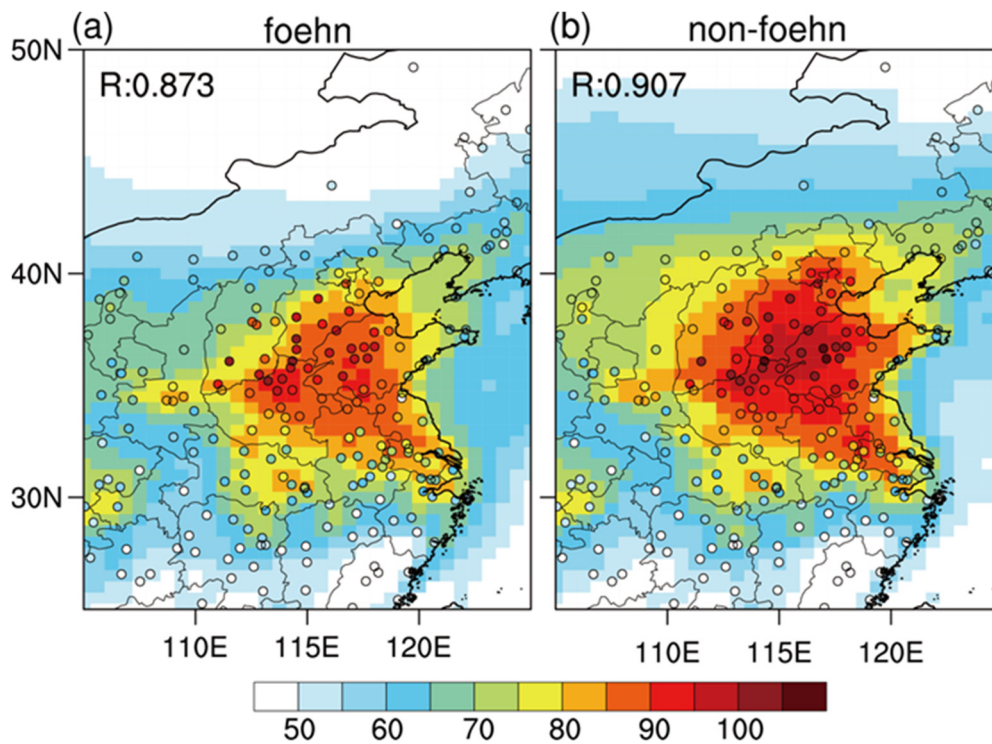 (a) foehn
(b) non-foehn
50N
R:0.873
R:0.907
40N
30N
110E 115E 120E
110E 115E 120E
50 60 70 80 90 100